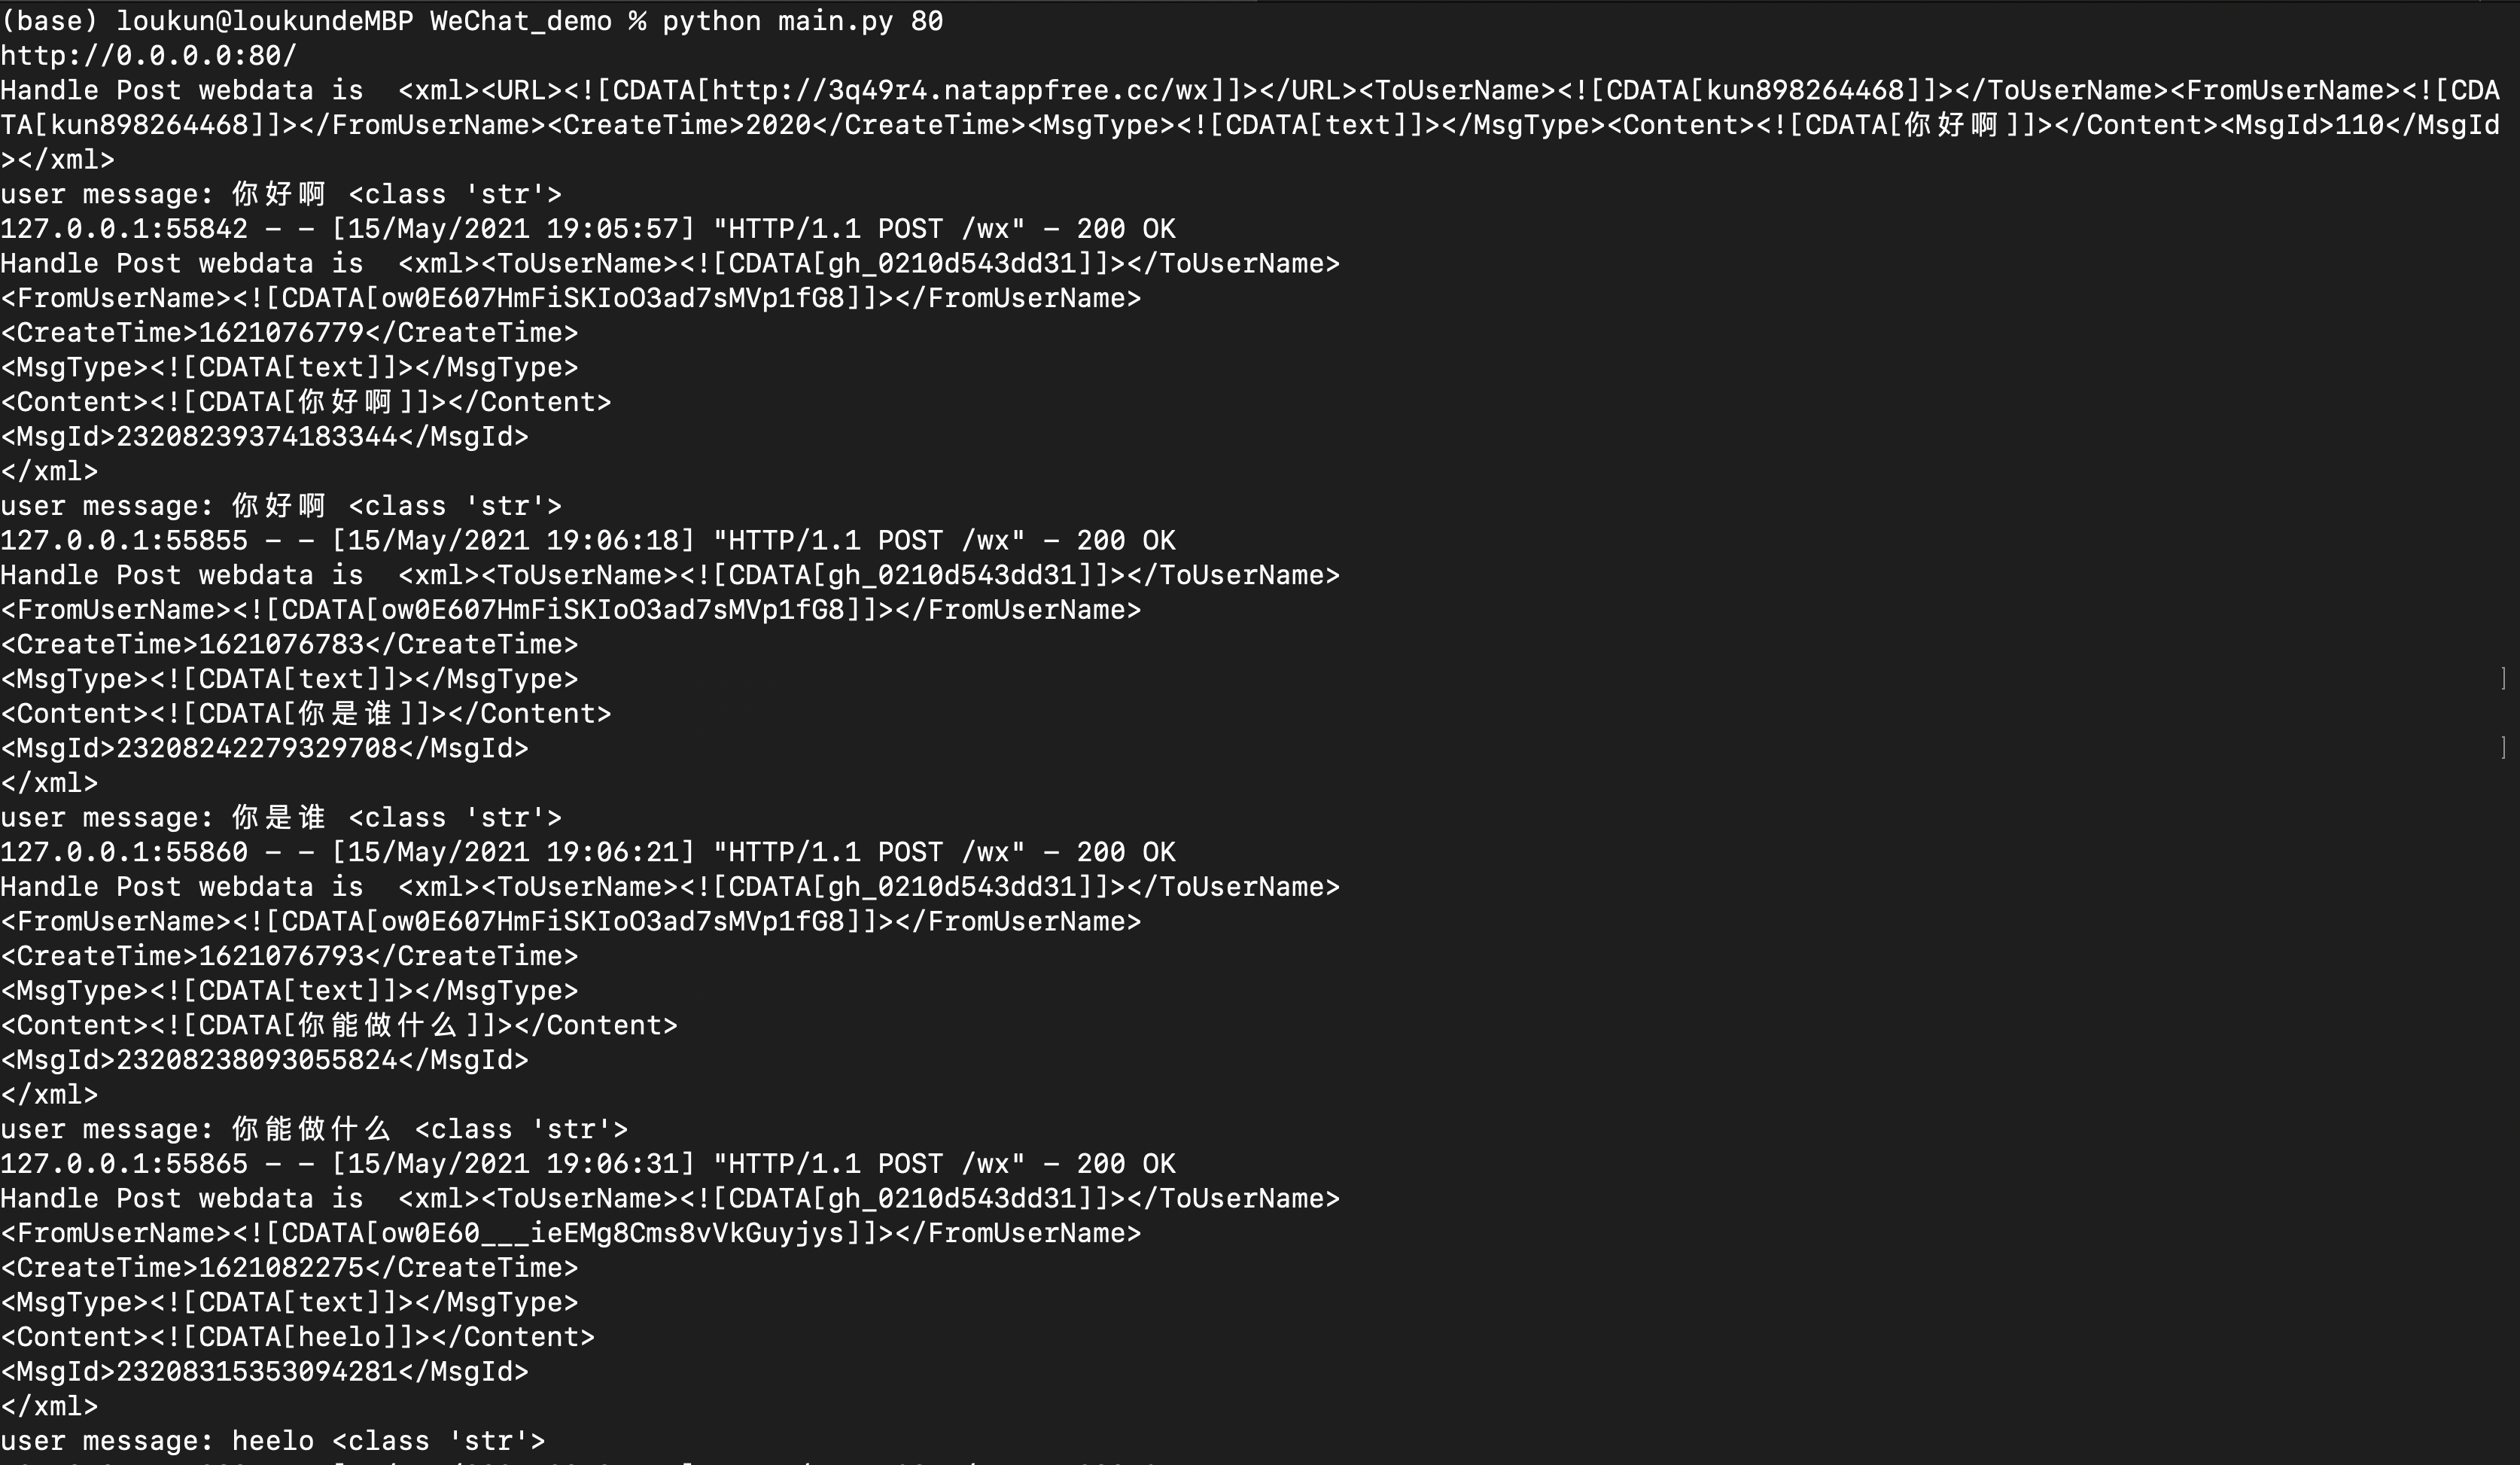 (base) loukun@loukundeMBP WeChat_demo % python main.py 80
http://0.0.0.0:80/
Handle Post webdata is  <xml><URL><![CDATA[http://3q49r4.natappfree.cc/wx]]></URL><ToUserName><![CDATA[kun898264468]]></ToUserName><FromUserName><![CDA
TA[kun898264468]]></FromUserName><CreateTime>2020</CreateTime><MsgType><![CDATA[text]]></MsgType><Content><![CDATA[你好啊]]></Content><MsgId>110</MsgId
></xml>
user message: 你好啊 <class 'str'>
127.0.0.1:55842 - - [15/May/2021 19:05:57] "HTTP/1.1 POST /wx" - 200 OK
Handle Post webdata is  <xml><ToUserName><![CDATA[gh_0210d543dd31]]></ToUserName>
<FromUserName><![CDATA[ow0E607HmFiSKIoO3ad7sMVp1fG8]]></FromUserName>
<CreateTime>1621076779</CreateTime>
<MsgType><![CDATA[text]]></MsgType>
<Content><![CDATA[你好啊]]></Content>
<MsgId>23208239374183344</MsgId>
</xml>
user message: 你好啊 <class 'str'>
127.0.0.1:55855 - - [15/May/2021 19:06:18] "HTTP/1.1 POST /wx" - 200 OK
Handle Post webdata is  <xml><ToUserName><![CDATA[gh_0210d543dd31]]></ToUserName>
<FromUserName><![CDATA[ow0E607HmFiSKIoO3ad7sMVp1fG8]]></FromUserName>
<CreateTime>1621076783</CreateTime>
<MsgType><![CDATA[text]]></MsgType>
<Content><![CDATA[你是谁]]></Content>
<MsgId>23208242279329708</MsgId>
</xml>
user message: 你是谁 <class 'str'>
127.0.0.1:55860 - - [15/May/2021 19:06:21] "HTTP/1.1 POST /wx" - 200 OK
Handle Post webdata is  <xml><ToUserName><![CDATA[gh_0210d543dd31]]></ToUserName>
<FromUserName><![CDATA[ow0E607HmFiSKIoO3ad7sMVp1fG8]]></FromUserName>
<CreateTime>1621076793</CreateTime>
<MsgType><![CDATA[text]]></MsgType>
<Content><![CDATA[你能做什么]]></Content>
<MsgId>23208238093055824</MsgId>
</xml>
user message: 你能做什么 <class 'str'>
127.0.0.1:55865 - - [15/May/2021 19:06:31] "HTTP/1.1 POST /wx" - 200 OK
Handle Post webdata is  <xml><ToUserName><![CDATA[gh_0210d543dd31]]></ToUserName>
<FromUserName><![CDATA[ow0E60___ieEMg8Cms8vVkGuyjys]]></FromUserName>
<CreateTime>1621082275</CreateTime>
<MsgType><![CDATA[text]]></MsgType>
<Content><![CDATA[heelo]]></Content>
<MsgId>23208315353094281</MsgId>
</xml>
user message: heelo <class 'str'>